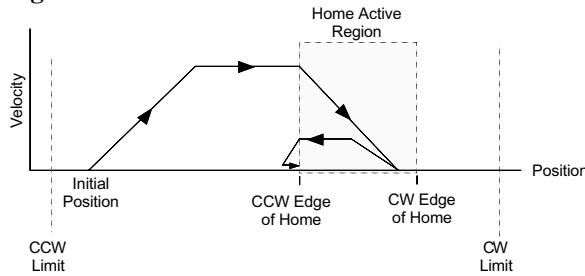 Home Active
Region
Velocity
Position
Initial
Position
CCW Edge
of Home
CW Edge
of Home
CCW
Limit
CW
Limit